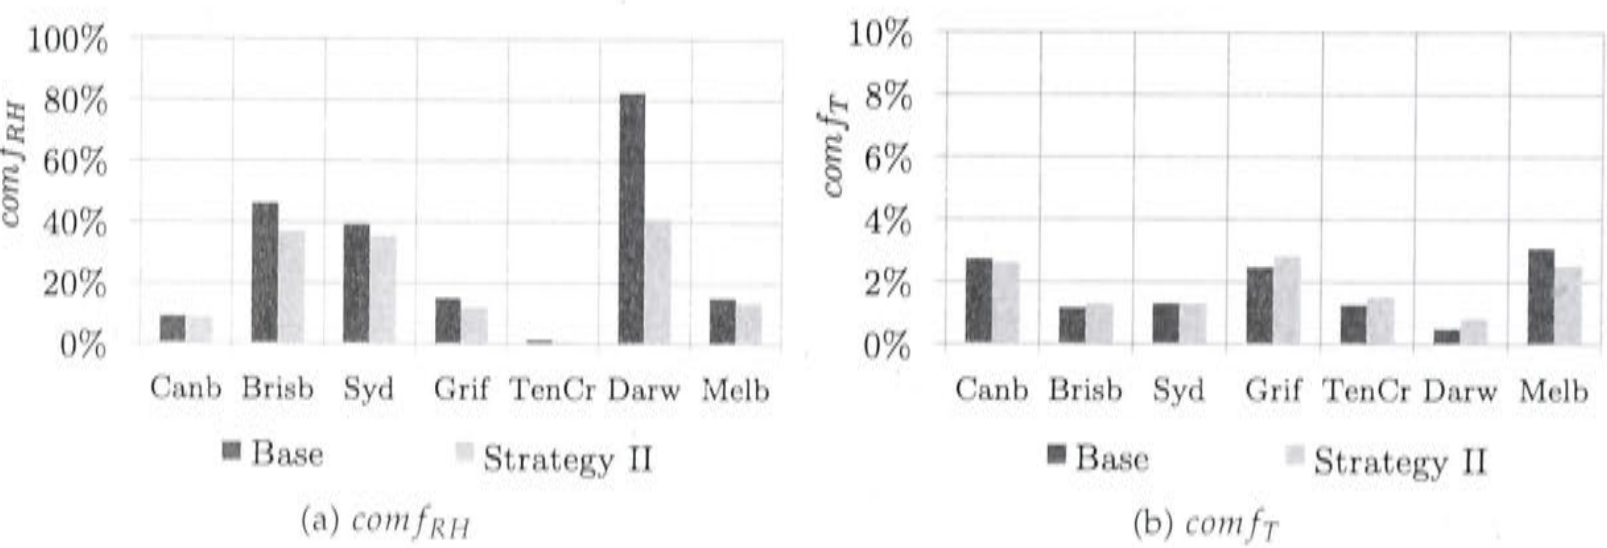 100%
80%
60%
40%
20%
0%
comf_RH
Canb Brisb Syd Grif TenCr Darw Melb
Base Strategy II
(a) comf_RH
10%
8%
6%
4%
2%
0%
comf_T
Canb Brisb Syd Grif TenCr Darw Melb
Base Strategy II
(b) comf_T